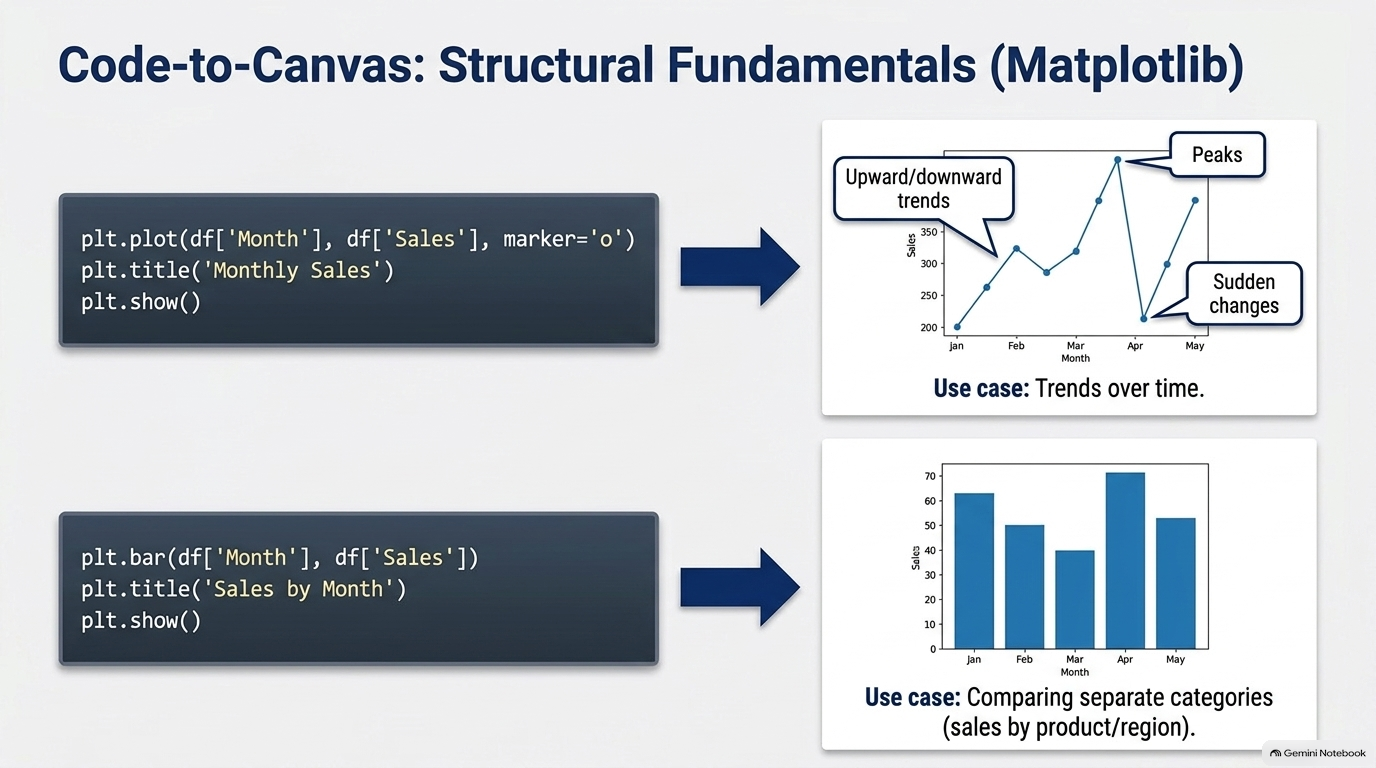 Code-to-Canvas: Structural Fundamentals (Matplotlib)
plt.plot(df['Month'], df['Sales'], marker='o')
plt.title('Monthly Sales')
plt.show()
Upward/downward
trends
Peaks
Sudden
changes
Sales
350
300
250
200
Jan
Feb
Mar
Apr
May
Month
Use case: Trends over time.
plt.bar(df['Month'], df['Sales'])
plt.title('Sales by Month')
plt.show()
Sales
70
60
50
40
30
20
10
0
Jan
Feb
Mar
Apr
May
Month
Use case: Comparing separate categories
(sales by product/region).
Gemini Notebook